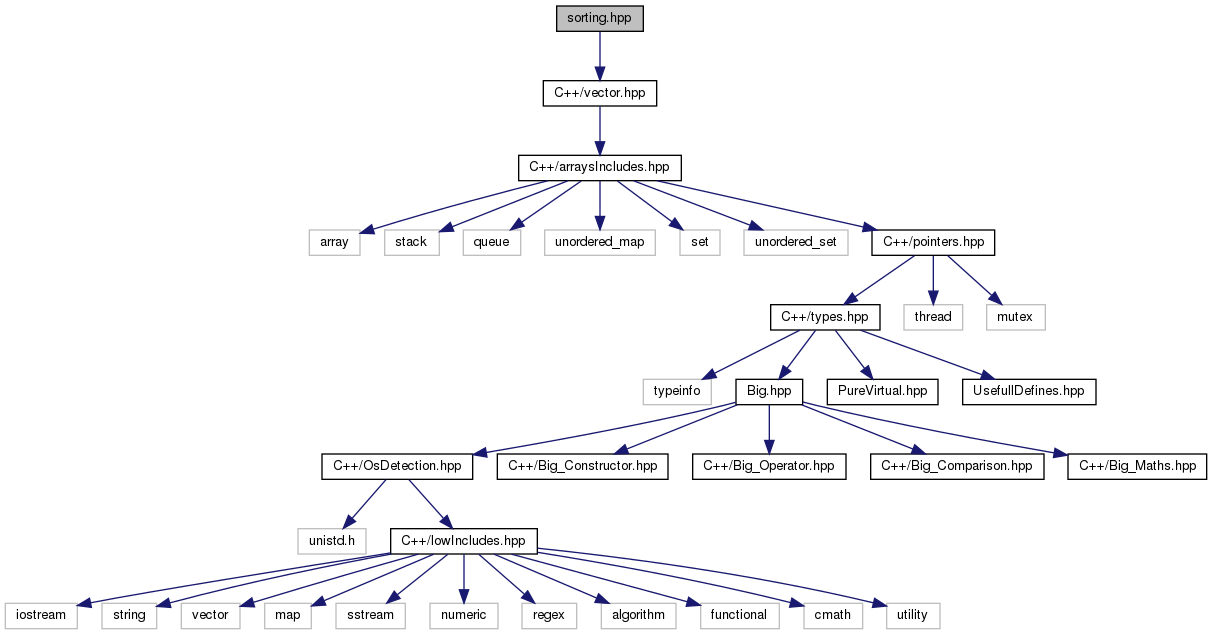 sorting.hpp
C++/vector.hpp
C++/arraysIncludes.hpp
array
stack
queue
unordered_map
set
unordered_set
C++/pointers.hpp
C++/types.hpp
thread
mutex
typeinfo
Big.hpp
PureVirtual.hpp
UsefullDefines.hpp
C++/OsDetection.hpp
C++/Big_Constructor.hpp
C++/Big_Operator.hpp
C++/Big_Comparison.hpp
C++/Big_Maths.hpp
unistd.h
C++/lowIncludes.hpp
iostream
string
vector
map
sstream
numeric
regex
algorithm
functional
cmath
utility